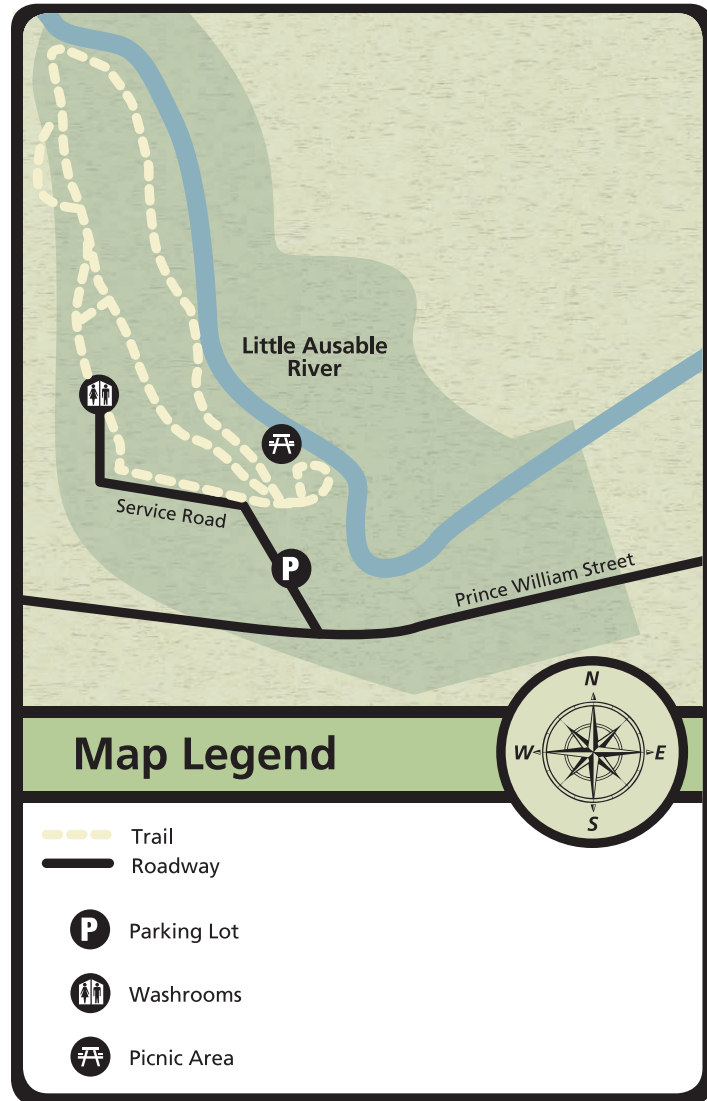 Little Ausable
River
Service Road
P
Prince William Street
Map Legend
N
W
E
S
Trail
Roadway
P
Parking Lot
Washrooms
Picnic Area